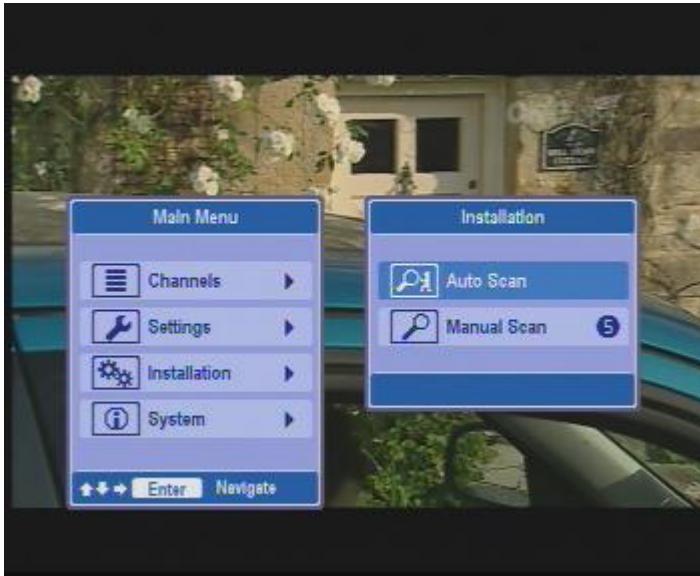 Main Menu
Channels
Settings
Installation
System
Enter Navigate
Installation
Auto Scan
Manual Scan 5